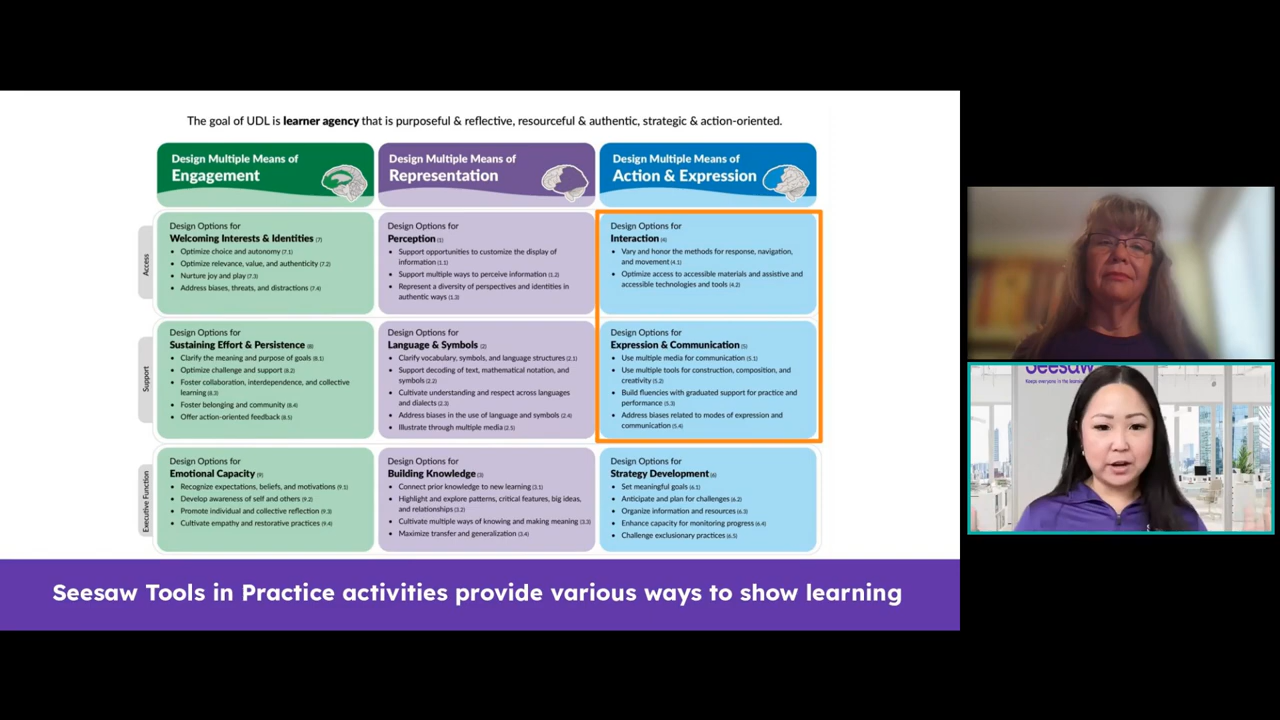 The goal of UDL is learner agency that is purposeful & reflective, resourceful & authentic, strategic & action-oriented.
Design Multiple Means of
Engagement
Design Multiple Means of
Representation
Design Multiple Means of
Action & Expression
Access
Design Options for
Welcoming Interests & Identities (7)
• Optimize choice and autonomy (7.1)
• Optimize relevance, value, and authenticity (7.2)
• Nurture joy and play (7.3)
• Address biases, threats, and distractions (7.4)
Design Options for
Perception (1)
• Support opportunities to customize the display of
information (1.1)
• Support multiple ways to perceive information (1.2)
• Represent a diversity of perspectives and identities in
authentic ways (1.3)
Design Options for
Interaction (4)
• Vary and honor the methods for response, navigation,
and movement (4.1)
• Optimize access to accessible materials and assistive and
accessible technologies and tools (4.2)
Support
Design Options for
Sustaining Effort & Persistence (8)
• Clarify the meaning and purpose of goals (8.1)
• Optimize challenge and support (8.2)
• Foster collaboration, interdependence, and collective
learning (8.3)
• Foster belonging and community (8.4)
• Offer action-oriented feedback (8.5)
Design Options for
Language & Symbols (2)
• Clarify vocabulary, symbols, and language structures (2.1)
• Support decoding of text, mathematical notation, and
symbols (2.2)
• Cultivate understanding and respect across languages
and dialects (2.3)
• Address biases in the use of language and symbols (2.4)
• Illustrate through multiple media (2.5)
Design Options for
Expression & Communication (5)
• Use multiple media for communication (5.1)
• Use multiple tools for construction, composition, and
creativity (5.2)
• Build fluencies with graduated support for practice and
performance (5.3)
• Address biases related to modes of expression and
communication (5.4)
Executive Function
Design Options for
Emotional Capacity (9)
• Recognize expectations, beliefs, and motivations (9.1)
• Develop awareness of self and others (9.2)
• Promote individual and collective reflection (9.3)
• Cultivate empathy and restorative practices (9.4)
Design Options for
Building Knowledge (3)
• Connect prior knowledge to new learning (3.1)
• Highlight and explore patterns, critical features, big ideas,
and relationships (3.2)
• Cultivate multiple ways of knowing and making meaning (3.3)
• Maximize transfer and generalization (3.4)
Design Options for
Strategy Development (6)
• Set meaningful goals (6.1)
• Anticipate and plan for challenges (6.2)
• Organize information and resources (6.3)
• Enhance capacity for monitoring progress (6.4)
• Challenge exclusionary practices (6.5)
Seesaw Tools in Practice activities provide various ways to show learning
Seesaw